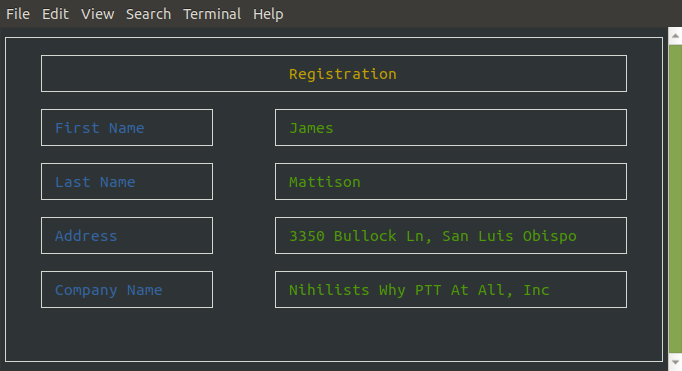 File Edit View Search Terminal Help
Registration
First Name James
Last Name Mattison
Address 3350 Bullock Ln, San Luis Obispo
Company Name Nihilists Why PTT At All, Inc